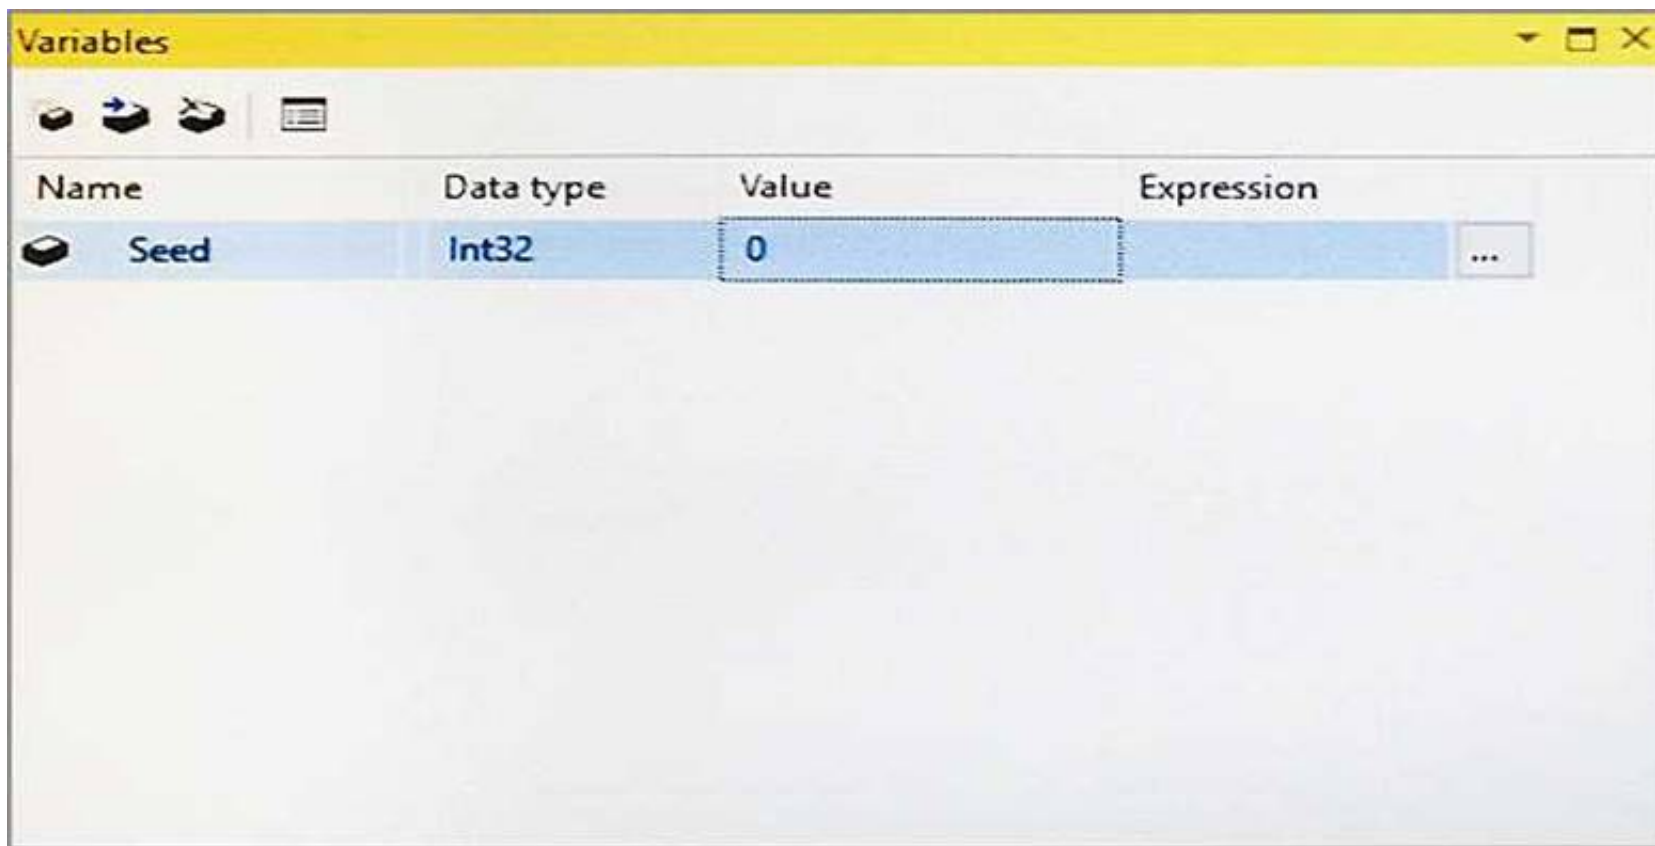 Variables
Name Data type Value Expression
Seed Int32 0 ...